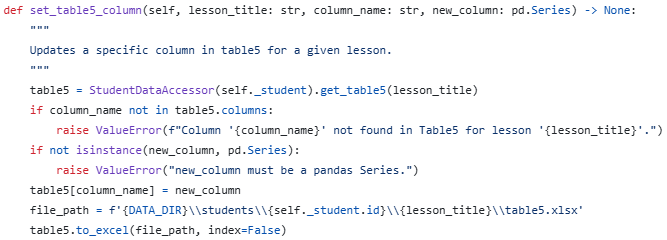 def set_table5_column(self, lesson_title: str, column_name: str, new_column: pd.Series) -> None:
    """
    Updates a specific column in table5 for a given lesson.
    """
    table5 = StudentDataAccessor(self._student).get_table5(lesson_title)
    if column_name not in table5.columns:
        raise ValueError(f"Column '{column_name}' not found in Table5 for lesson '{lesson_title}'.")
    if not isinstance(new_column, pd.Series):
        raise ValueError("new_column must be a pandas Series.")
    table5[column_name] = new_column
    file_path = f'{DATA_DIR}\\students\\{self._student.id}\\{lesson_title}\\table5.xlsx'
    table5.to_excel(file_path, index=False)